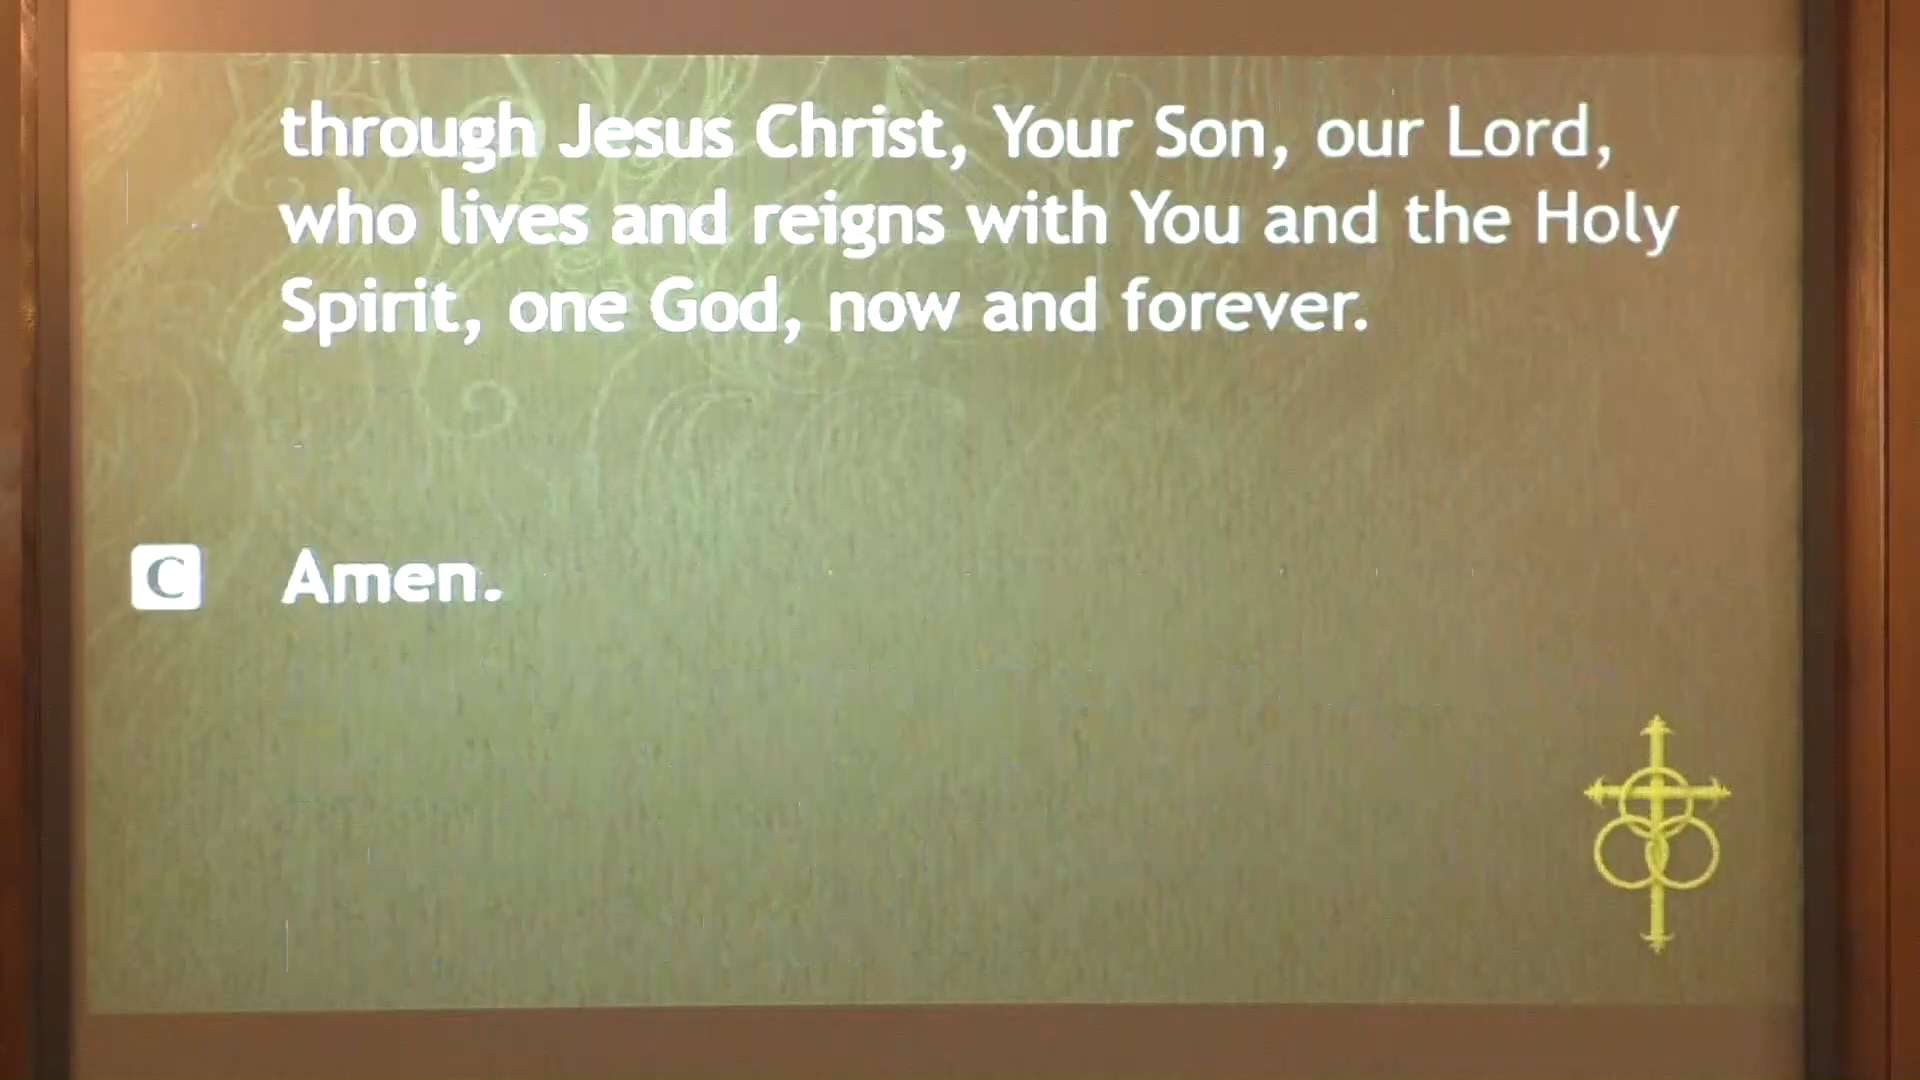 through Jesus Christ, Your Son, our Lord,
who lives and reigns with You and the Holy
Spirit, one God, now and forever.
C Amen.